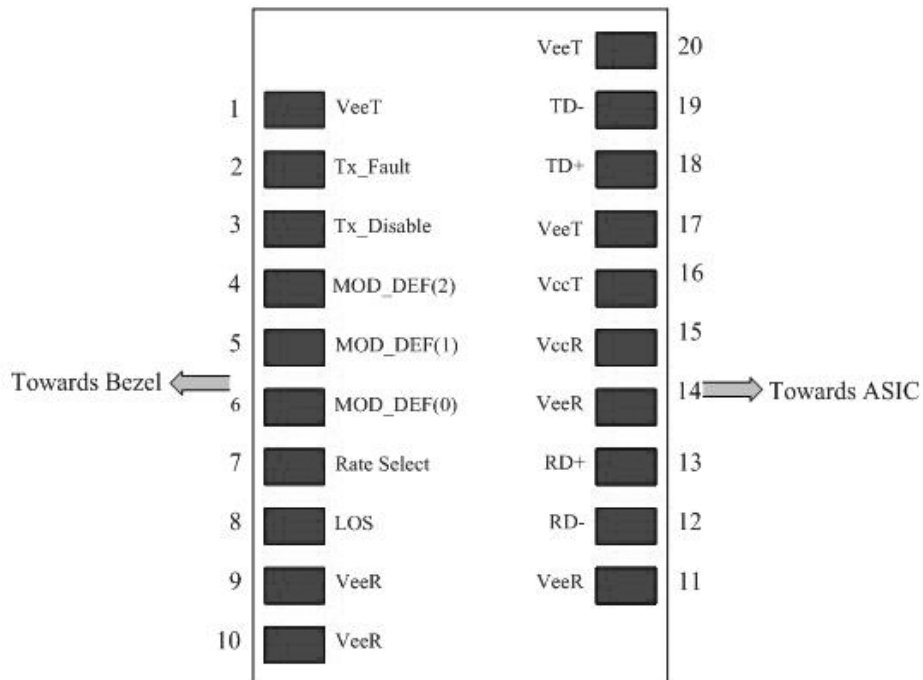 VeeT 20
1 VeeT TD- 19
2 Tx_Fault TD+ 18
3 Tx_Disable VeeT 17
4 MOD_DEF(2) VccT 16
5 MOD_DEF(1) VccR 15
Towards Bezel 6 MOD_DEF(0) VeeR 14 Towards ASIC
7 Rate Select RD+ 13
8 LOS RD- 12
9 VeeR VeeR 11
10 VeeR